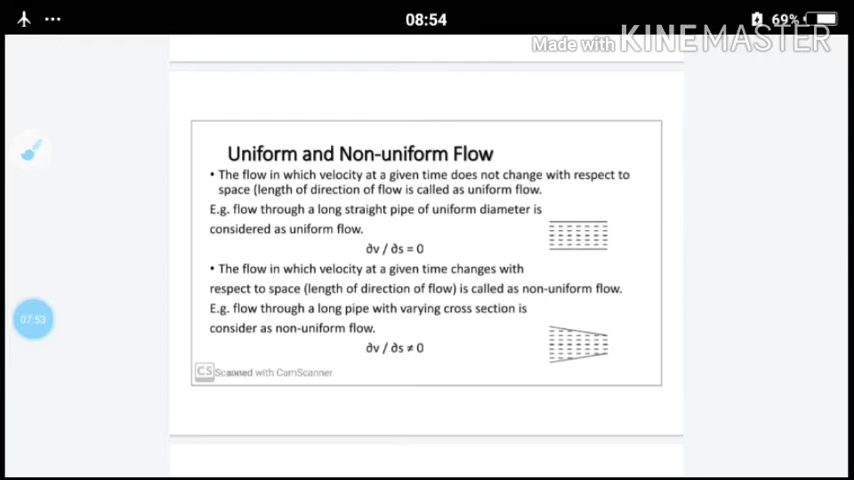 08:54
69%
Made with KINEMASTER
Uniform and Non-uniform Flow
• The flow in which velocity at a given time does not change with respect to
space (length of direction of flow is called as uniform flow.
E.g. flow through a long straight pipe of uniform diameter is
considered as uniform flow.
∂v / ∂s = 0
• The flow in which velocity at a given time changes with
respect to space (length of direction of flow) is called as non-uniform flow.
E.g. flow through a long pipe with varying cross section is
consider as non-uniform flow.
∂v / ∂s ≠ 0
07:53
CS Scanned with CamScanner